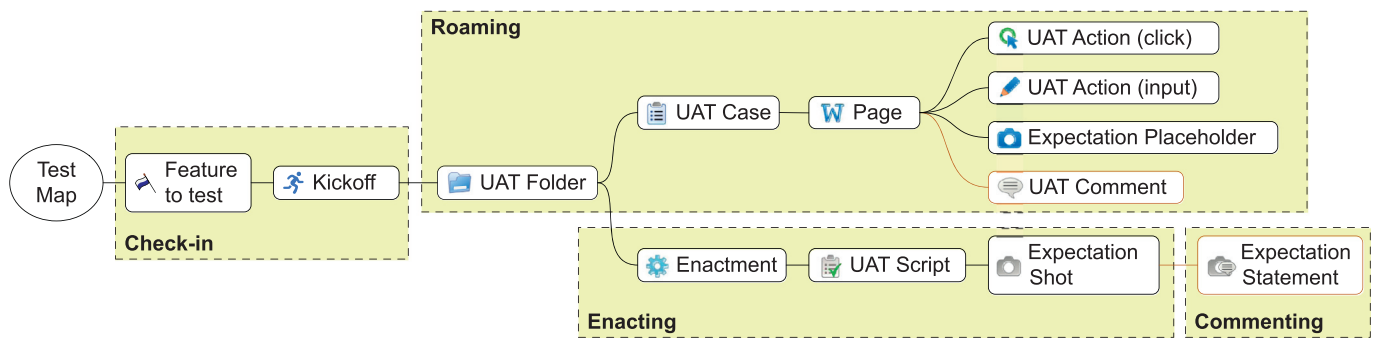 Roaming
UAT Action (click)
UAT Action (input)
UAT Case
Page
Expectation Placeholder
UAT Comment
Test
Map
Feature
to test
Kickoff
UAT Folder
Check-in
Enactment
UAT Script
Expectation
Shot
Expectation
Statement
Enacting
Commenting